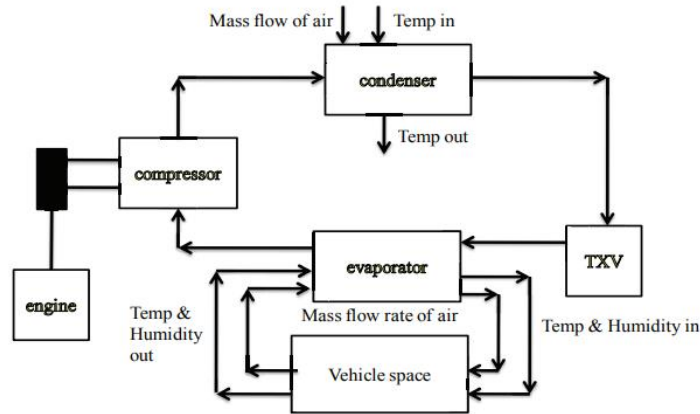 Mass flow of air
Temp in
condenser
Temp out
compressor
TXV
evaporator
engine
Temp &
Humidity
out
Mass flow rate of air
Temp & Humidity in
Vehicle space